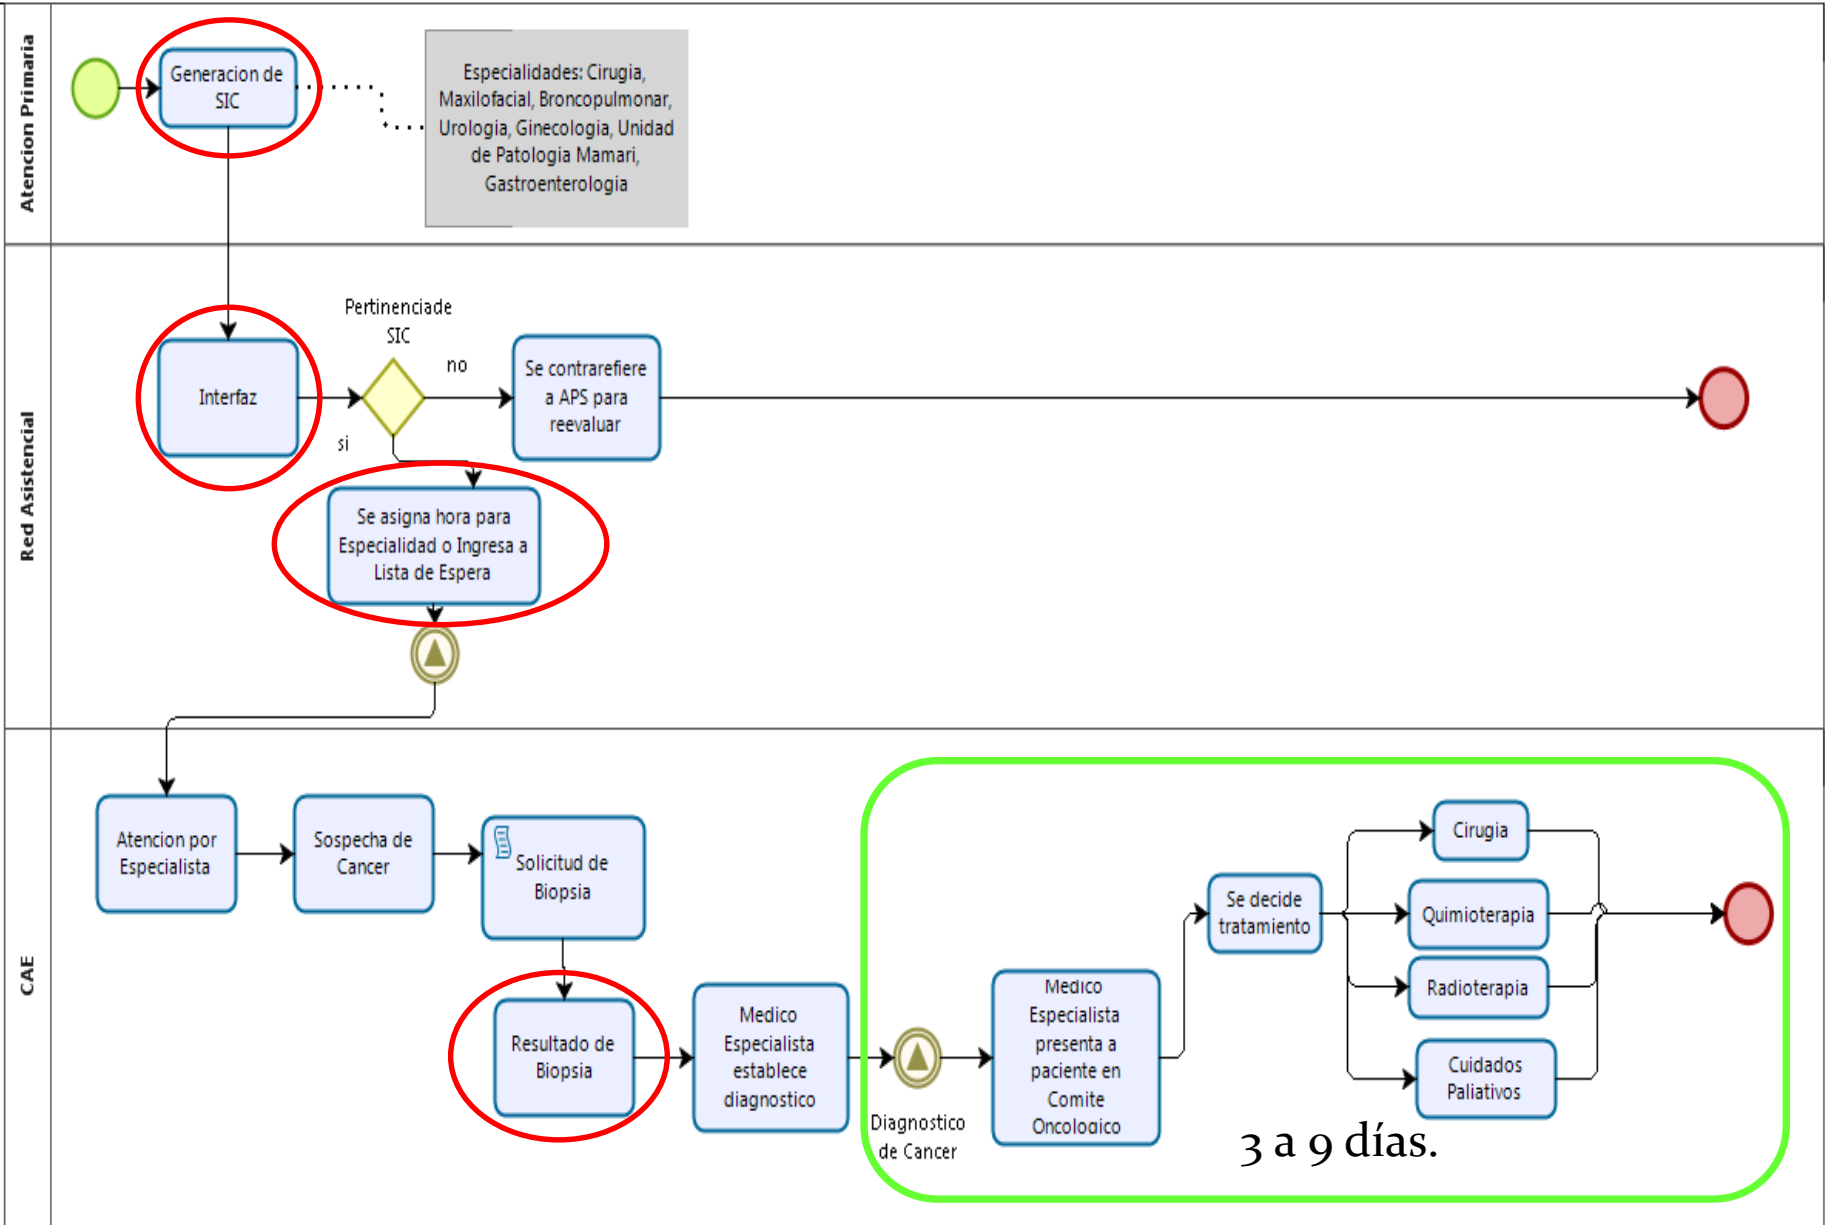 Atencion Primaria
Generacion de
SIC
Especialidades: Cirugia,
Maxilofacial, Broncopulmonar,
Urologia, Ginecologia, Unidad
de Patologia Mamari,
Gastroenterologia
Red Asistencial
Interfaz
Pertinenciade
SIC
no
si
Se contrarefiere
a APS para
reevaluar
Se asigna hora para
Especialidad o Ingresa a
Lista de Espera
CAE
Atencion por
Especialista
Sospecha de
Cancer
Solicitud de
Biopsia
Resultado de
Biopsia
Medico
Especialista
establece
diagnostico
Diagnostico
de Cancer
Medico
Especialista
presenta a
paciente en
Comite
Oncologico
Se decide
tratamiento
Cirugia
Quimioterapia
Radioterapia
Cuidados
Paliativos
3 a 9 días.